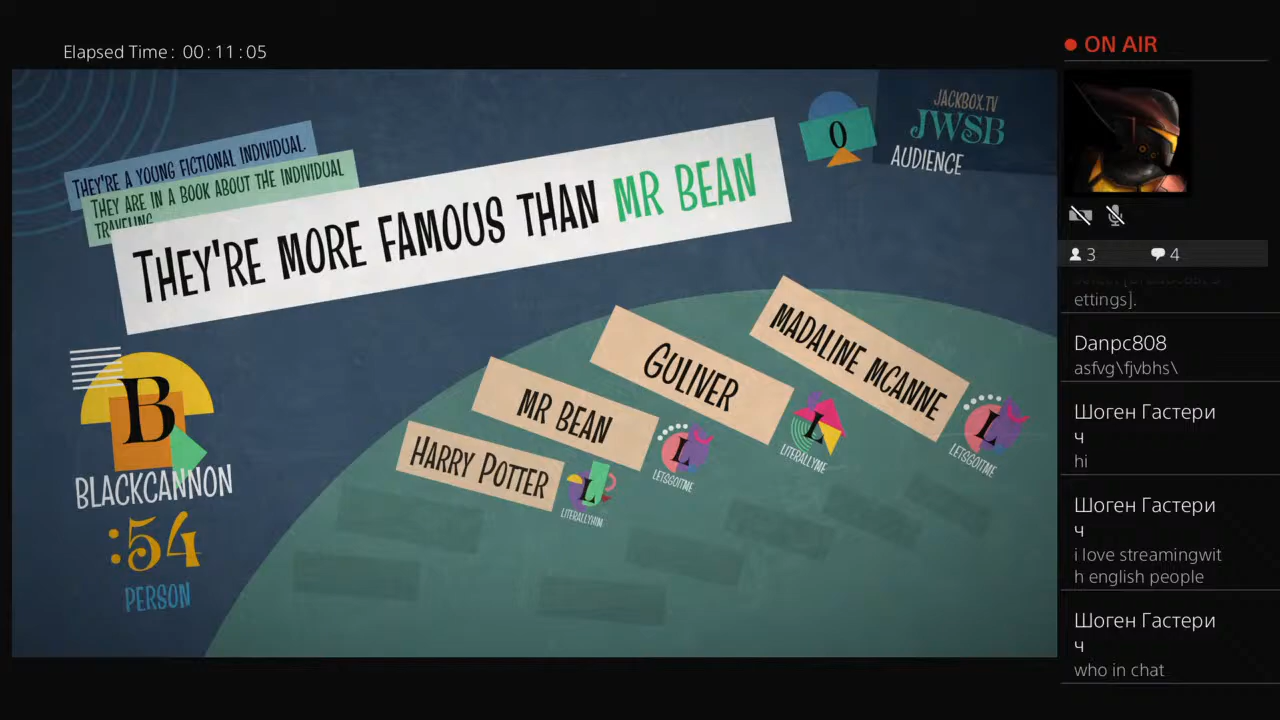 Elapsed Time: 00:11:05
ON AIR
THEY'RE A YOUNG FICTIONAL INDIVIDUAL
THEY ARE IN A BOOK ABOUT THE INDIVIDUAL
TRAVELING
THEY'RE MORE FAMOUS THAN MR BEAN
0
JACKBOX.TV
JWSB
AUDIENCE
MADALINE MCANNE
L
LETSGOITME
GULIVER
L
LITERALLYME
MR BEAN
L
LETSGOITME
HARRY POTTER
L
LITERALLYHIM
B
BLACKCANNON
:54
PERSON
3
4
ettings].
Danpc808
asfvg\fjvbhs\
Шоген Гастери
ч
hi
Шоген Гастери
ч
i love streamingwit
h english people
Шоген Гастери
ч
who in chat